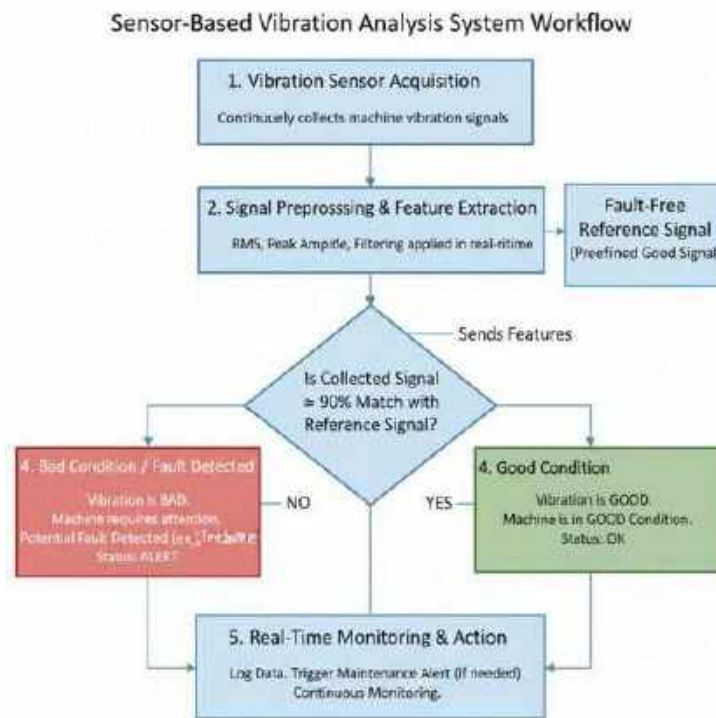 Sensor-Based Vibration Analysis System Workflow
1. Vibration Sensor Acquisition
Continucely collects machine vibration signals
2. Signal Preprosssing & Feature Extraction
RMS, Peak Ampirde, Filtering applied in real-ritime
Fault-Free
Reference Signal
(Preefined Good Signal
Sends Features
Is Collected Signal
≥ 90% Match with
Reference Signal?
4. Bad Condition / Fault Detected
Vibration is BAD.
Machine requires attention.
Potential Fault Detected
Status: ALERT
NO
YES
4. Good Condition
Vibration is GOOD.
Machine is in GOOD Condition.
Status: OK
5. Real-Time Monitoring & Action
Log Data. Trigger Maintenance Alert (if needed)
Continuous Monitoring.